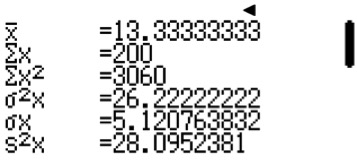 x̄ =13.33333333
Σx =200
Σx² =3060
σ²x =26.22222222
σx =5.120763832
s²x =28.0952381